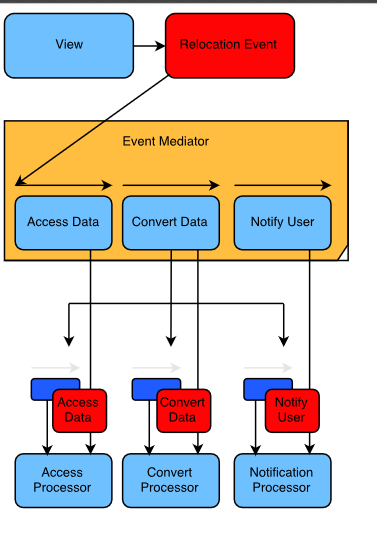 View
Relocation Event
Event Mediator
Access Data
Convert Data
Notify User
Access
Data
Convert
Data
Notify
User
Access
Processor
Convert
Processor
Notification
Processor